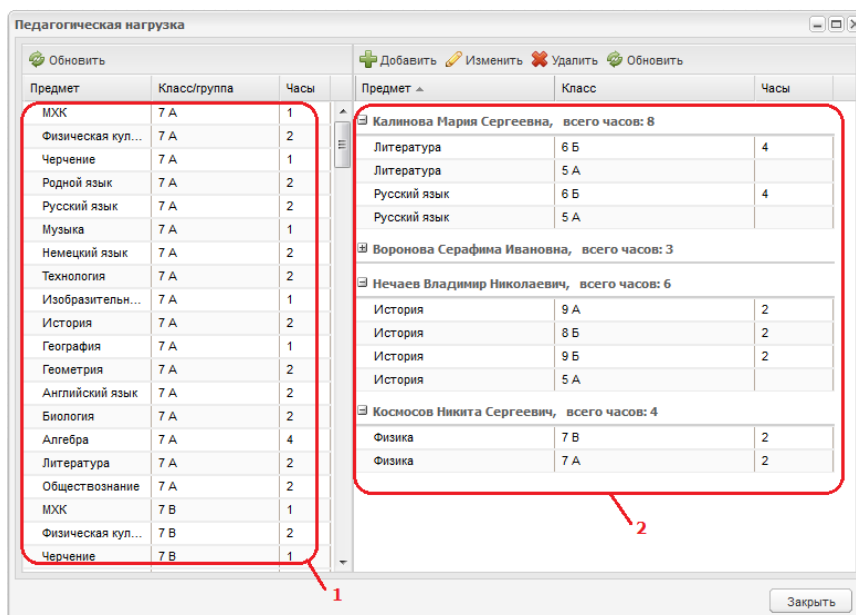 Педагогическая нагрузка
Обновить
Предмет Класс/группа Часы
МХК 7 А 1
Физическая кул... 7 А 2
Черчение 7 А 1
Родной язык 7 А 2
Русский язык 7 А 2
Музыка 7 А 1
Немецкий язык 7 А 2
Технология 7 А 2
Изобразительн... 7 А 1
История 7 А 2
География 7 А 1
Геометрия 7 А 2
Английский язык 7 А 2
Биология 7 А 2
Алгебра 7 А 4
Литература 7 А 2
Обществознание 7 А 2
МХК 7 В 1
Физическая кул... 7 В 2
Черчение 7 В 1
1
Добавить Изменить Удалить Обновить
Предмет Класс Часы
Калинова Мария Сергеевна, всего часов: 8
Литература 6 Б 4
Литература 5 А
Русский язык 6 Б 4
Русский язык 5 А
Воронова Серафима Ивановна, всего часов: 3
Нечаев Владимир Николаевич, всего часов: 6
История 9 А 2
История 8 Б 2
История 9 Б 2
История 5 А
Космосов Никита Сергеевич, всего часов: 4
Физика 7 В 2
Физика 7 А 2
2
Закрыть